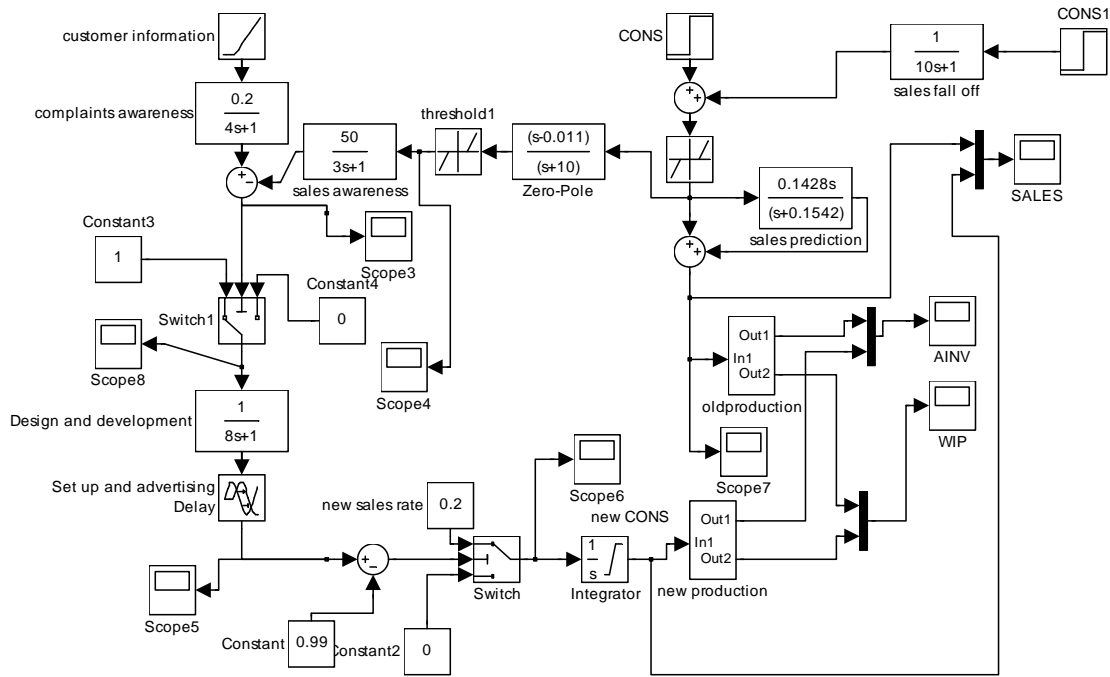 CONS1
customer information
CONS
1
10s+1
sales fall off
0.2
4s+1
complaints awareness
threshold1
50
3s+1
sales awareness
(s-0.011)
(s+10)
Zero-Pole
0.1428s
(s+0.1542)
sales prediction
SALES
Constant3
1
Scope3
Constant4
0
Switch1
Scope8
Scope4
Out1
In1
Out2
oldproduction
AINV
WIP
Design and development
1
8s+1
Set up and advertising
Delay
new sales rate
0.2
Scope6
Scope7
new CONS
1
s
Integrator
Out1
In1
Out2
new production
Switch
Scope5
Constant
0.99
Constant2
0